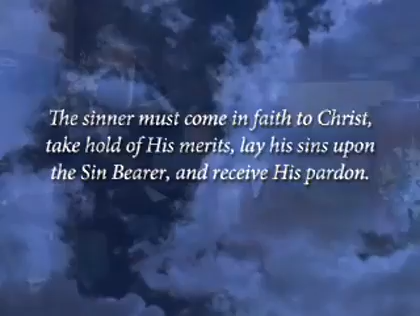 The sinner must come in faith to Christ,
take hold of His merits, lay his sins upon
the Sin Bearer, and receive His pardon.